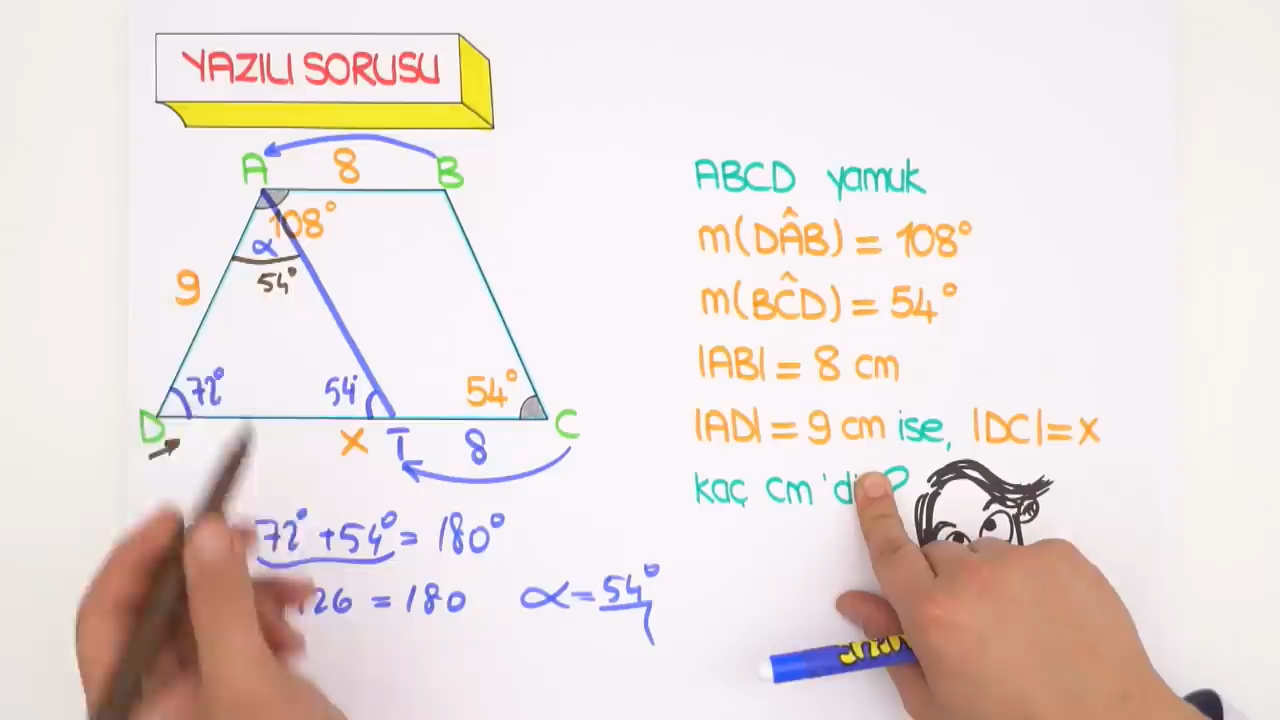 YAZILI SORUSU
A 8 B
108°
α
54°
9
72° 54° 54°
D X T 8 C
72° + 54° = 180°
126 = 180 α = 54°
ABCD yamuk
m(DÂB) = 108°
m(BĈD) = 54°
|AB| = 8 cm
|AD| = 9 cm ise, |DC| = x
kaç cm'di ?